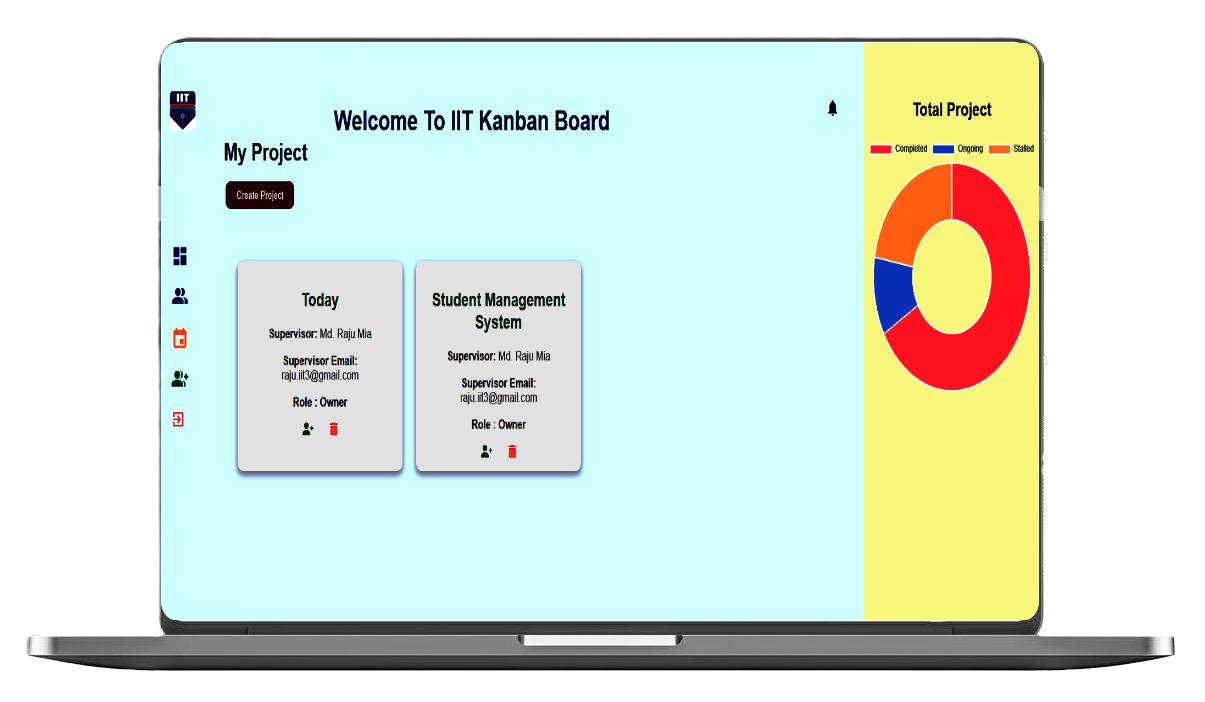 IIT
Welcome To IIT Kanban Board
My Project
Create Project
Today
Supervisor: Md. Raju Mia
Supervisor Email:
raju.iit3@gmail.com
Role : Owner
Student Management
System
Supervisor: Md. Raju Mia
Supervisor Email:
raju.iit3@gmail.com
Role : Owner
Total Project
Completed Ongoing Stalled